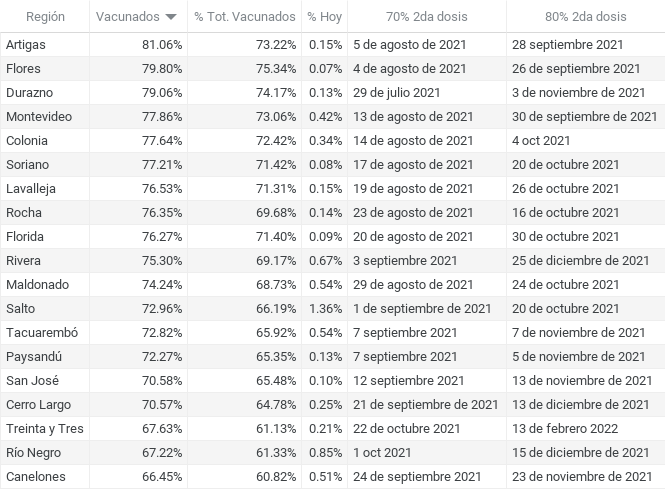 Región Vacunados % Tot. Vacunados % Hoy 70% 2da dosis 80% 2da dosis
Artigas 81.06% 73.22% 0.15% 5 de agosto de 2021 28 septiembre 2021
Flores 79.80% 75.34% 0.07% 4 de agosto de 2021 26 de septiembre 2021
Durazno 79.06% 74.17% 0.13% 29 de julio 2021 3 de noviembre de 2021
Montevideo 77.86% 73.06% 0.42% 13 de agosto de 2021 30 de septiembre de 2021
Colonia 77.64% 72.42% 0.34% 14 de agosto de 2021 4 oct 2021
Soriano 77.21% 71.42% 0.08% 17 de agosto de 2021 20 de octubre 2021
Lavalleja 76.53% 71.31% 0.15% 19 de agosto de 2021 26 de octubre 2021
Rocha 76.35% 69.68% 0.14% 23 de agosto de 2021 16 de octubre 2021
Florida 76.27% 71.40% 0.09% 20 de agosto de 2021 30 de octubre 2021
Rivera 75.30% 69.17% 0.67% 3 septiembre 2021 25 de diciembre de 2021
Maldonado 74.24% 68.73% 0.54% 29 de agosto de 2021 24 de octubre 2021
Salto 72.96% 66.19% 1.36% 1 de septiembre de 2021 20 de octubre 2021
Tacuarembó 72.82% 65.92% 0.54% 7 septiembre 2021 7 de noviembre de 2021
Paysandú 72.27% 65.35% 0.13% 7 septiembre 2021 5 de noviembre de 2021
San José 70.58% 65.48% 0.10% 12 septiembre 2021 13 de noviembre de 2021
Cerro Largo 70.57% 64.78% 0.25% 21 de septiembre de 2021 13 de diciembre de 2021
Treinta y Tres 67.63% 61.13% 0.21% 22 de octubre 2021 13 de febrero 2022
Río Negro 67.22% 61.33% 0.85% 1 oct 2021 15 de diciembre de 2021
Canelones 66.45% 60.82% 0.51% 24 de septiembre 2021 23 de noviembre de 2021